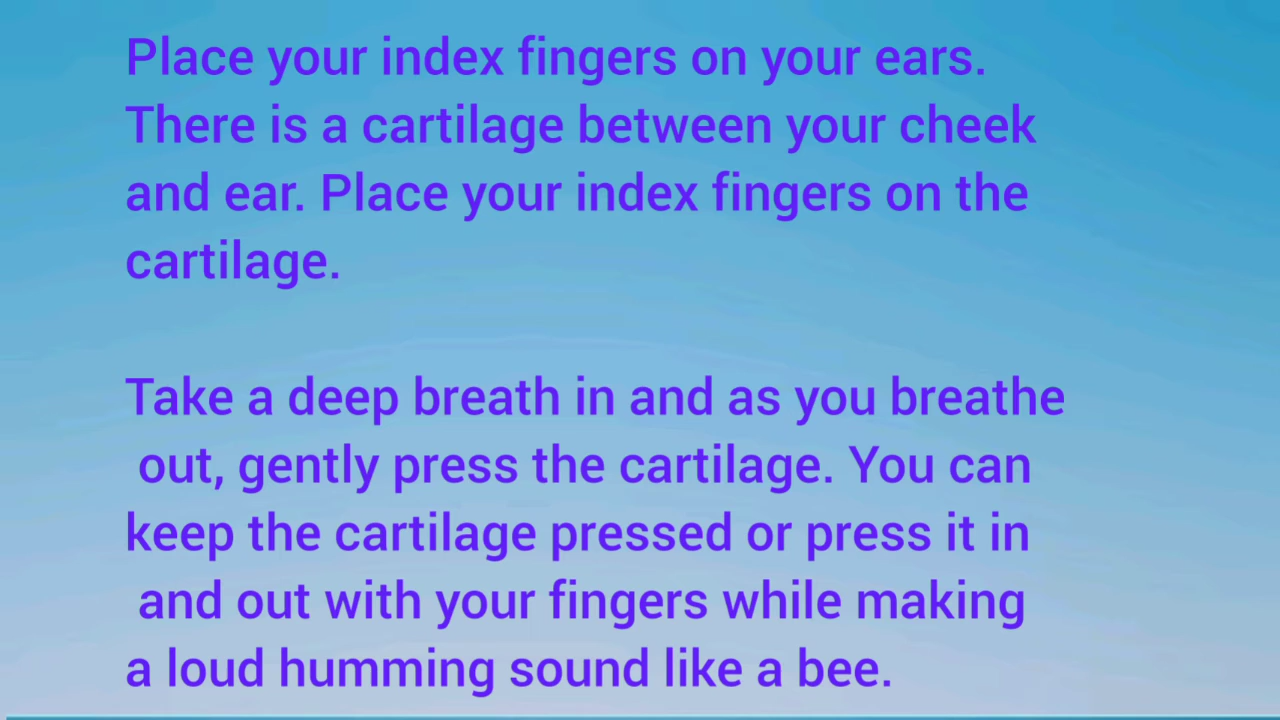 Place your index fingers on your ears.
There is a cartilage between your cheek
and ear. Place your index fingers on the
cartilage.
Take a deep breath in and as you breathe
out, gently press the cartilage. You can
keep the cartilage pressed or press it in
and out with your fingers while making
a loud humming sound like a bee.